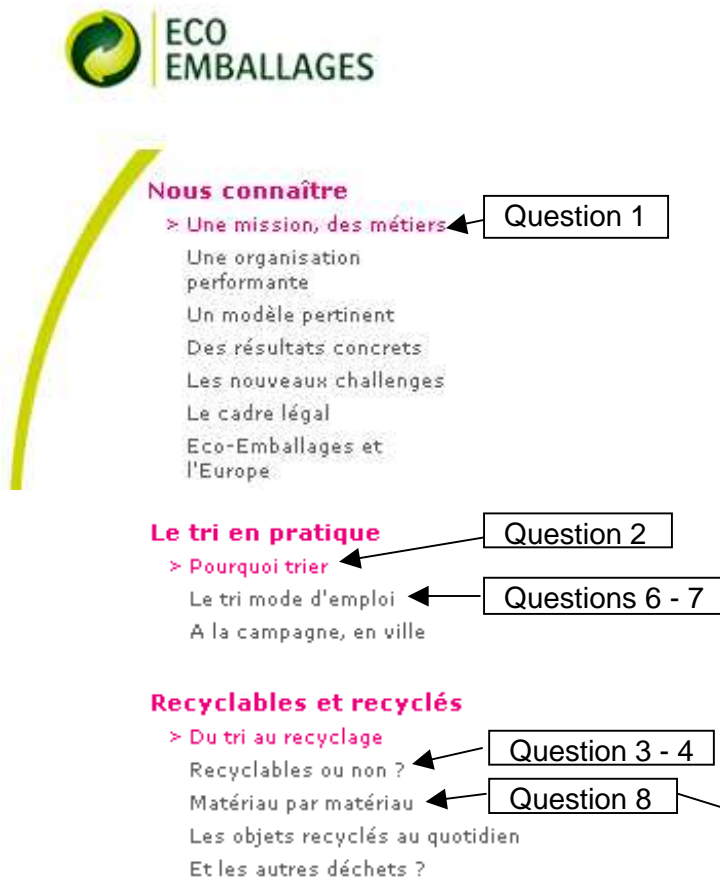 ECO
EMBALLAGES
Nous connaître
> Une mission, des métiers
Question 1
Une organisation
performante
Un modèle pertinent
Des résultats concrets
Les nouveaux challenges
Le cadre légal
Eco-Emballages et
l'Europe
Le tri en pratique
Question 2
> Pourquoi trier
Le tri mode d'emploi
Questions 6 - 7
A la campagne, en ville
Recyclables et recyclés
> Du tri au recyclage
Question 3 - 4
Recyclables ou non ?
Matériau par matériau
Question 8
Les objets recyclés au quotidien
Et les autres déchets ?